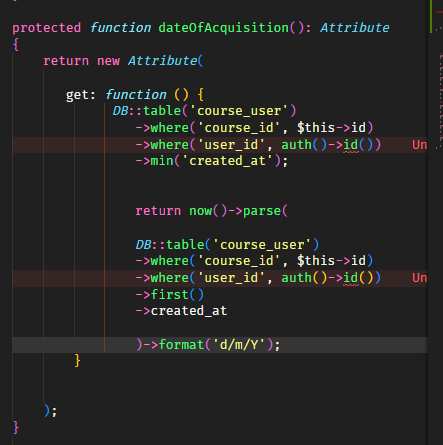 protected function dateOfAcquisition(): Attribute
{
return new Attribute(
get: function () {
DB::table('course_user')
->where('course_id', $this->id)
->where('user_id', auth()->id()) Un
->min('created_at');
return now()->parse(
DB::table('course_user')
->where('course_id', $this->id)
->where('user_id', auth()->id()) Un
->first()
->created_at
)->format('d/m/Y');
}
);
}